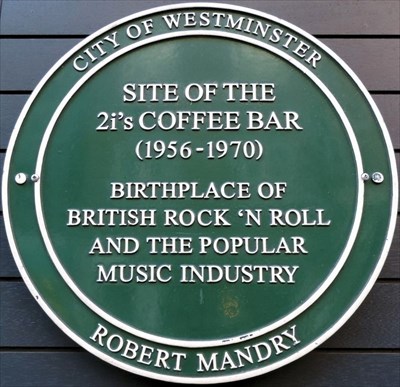 CITY OF WESTMINSTER
SITE OF THE
2i's COFFEE BAR
(1956-1970)
BIRTHPLACE OF
BRITISH ROCK 'N ROLL
AND THE POPULAR
MUSIC INDUSTRY
ROBERT MANDRY